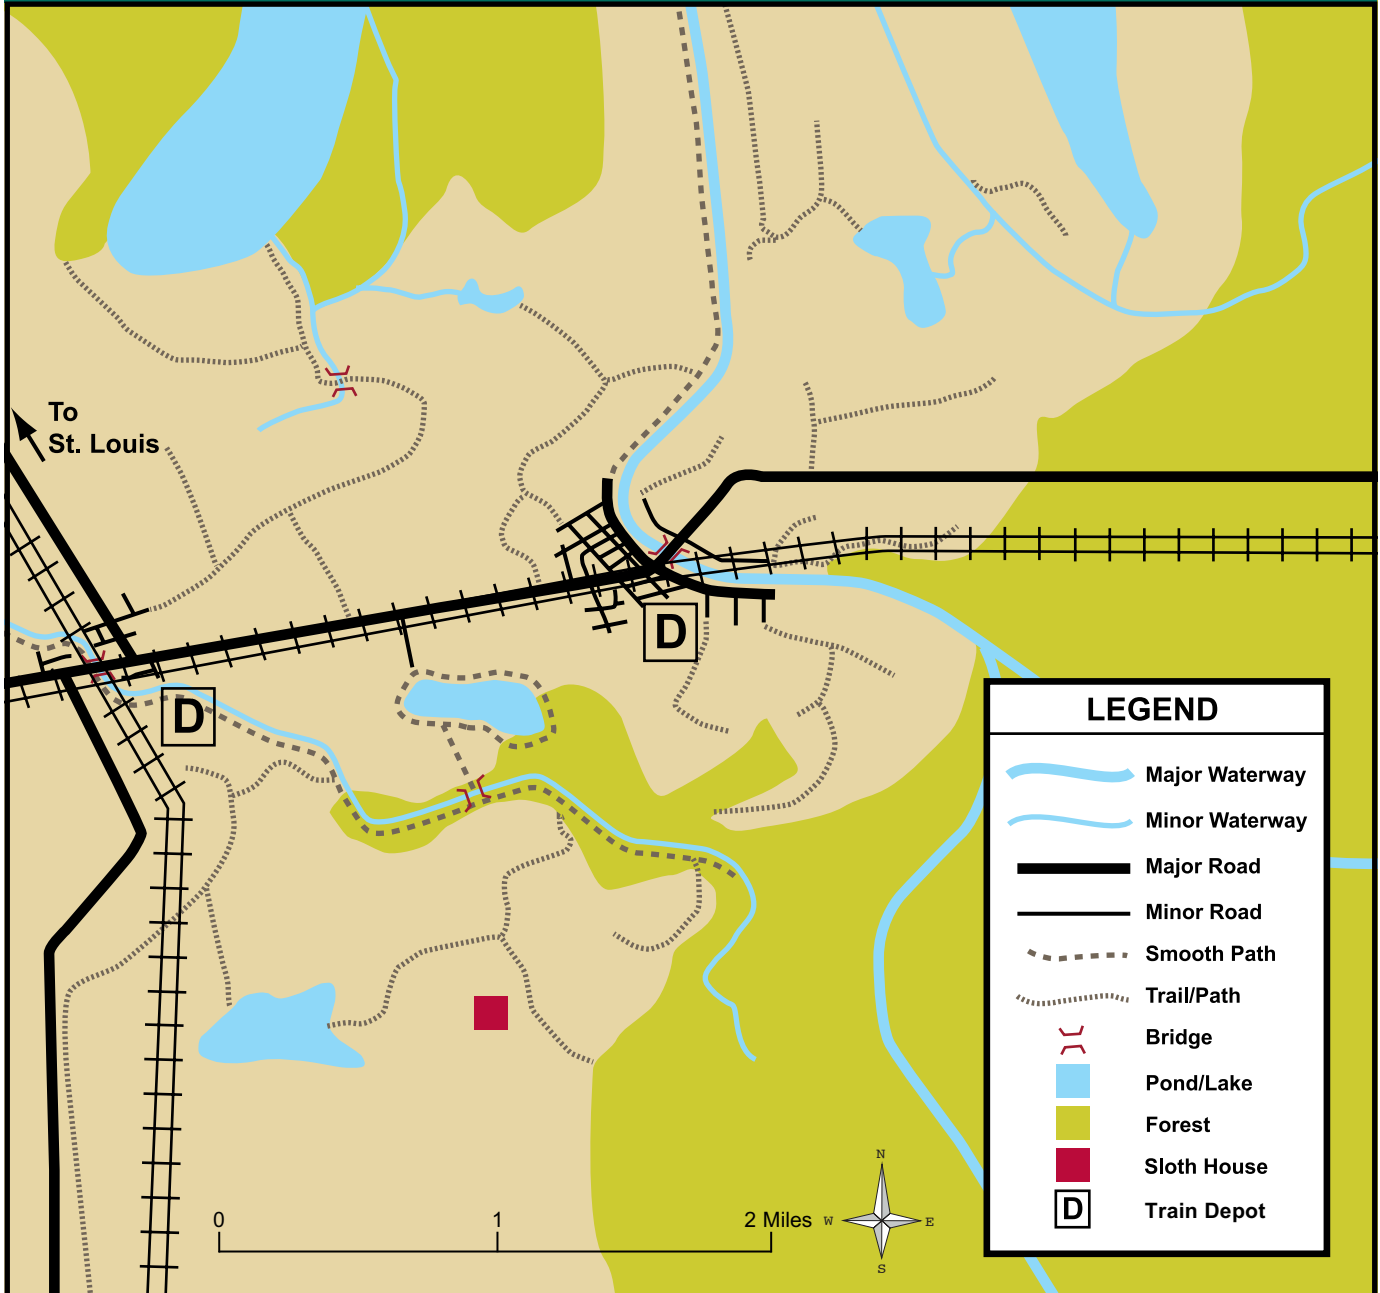 To
St. Louis
D
D
LEGEND
Major Waterway
Minor Waterway
Major Road
Minor Road
Smooth Path
Trail/Path
Bridge
Pond/Lake
Forest
Sloth House
D Train Depot
0 1 2 Miles
N
W E
S